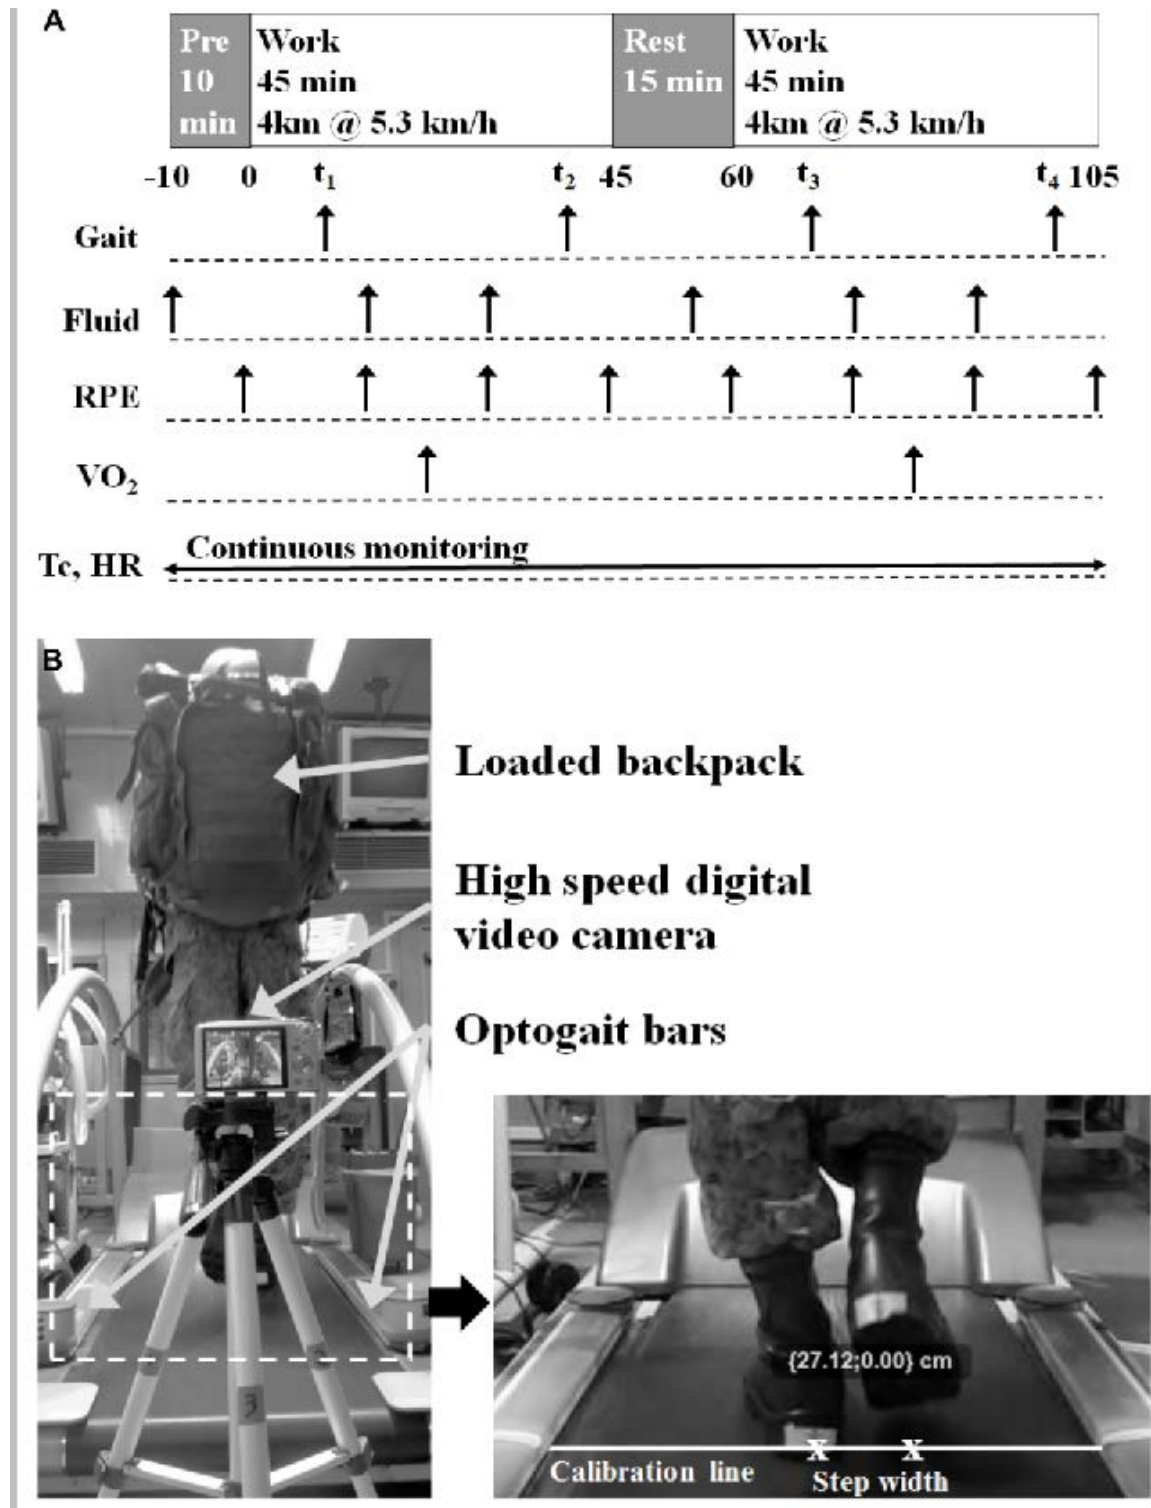 A
Pre
10
min
Work
45 min
4km @ 5.3 km/h
Rest
15 min
Work
45 min
4km @ 5.3 km/h
-10 0 t₁ t₂ 45 60 t₃ t₄ 105
Gait
Fluid
RPE
VO₂
Tc, HR
Continuous monitoring
B
Loaded backpack
High speed digital
video camera
Optogait bars
3
{27.12;0.00} cm
x x
Calibration line
Step width